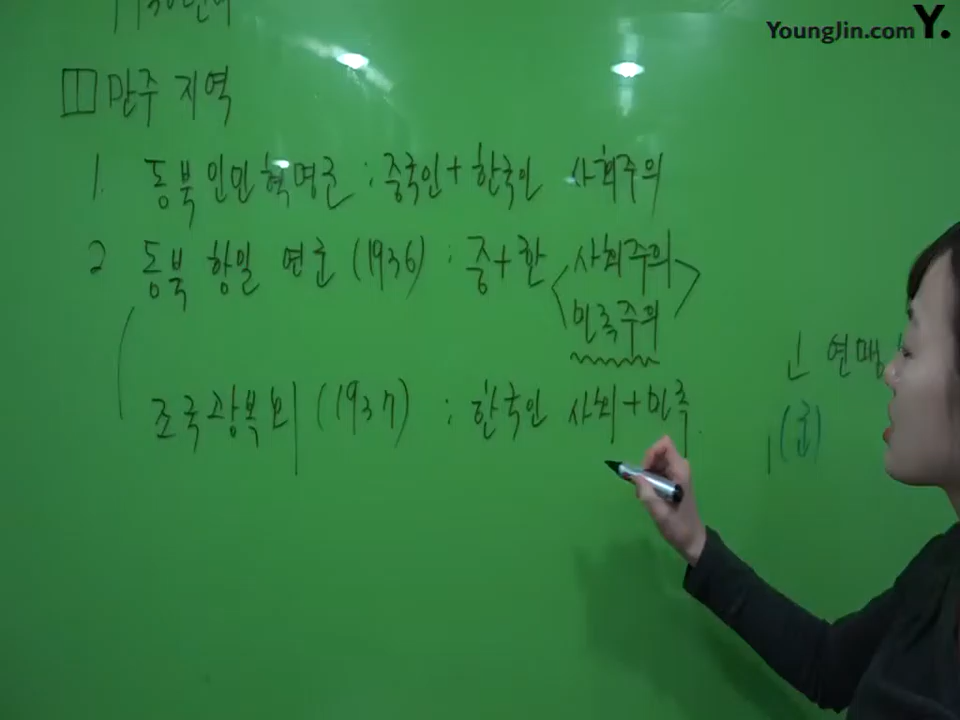 YoungJin.com Y.
Ⅲ 만주 지역
1. 동북 인민 혁명군 : 중국인 + 한국인 사회주의
2 동북 항일 연군 (1936) : 중 + 한 < 사회주의
민족주의 >
조국광복회 (1937) : 한국인 사회 + 민족.
연맹
(군)